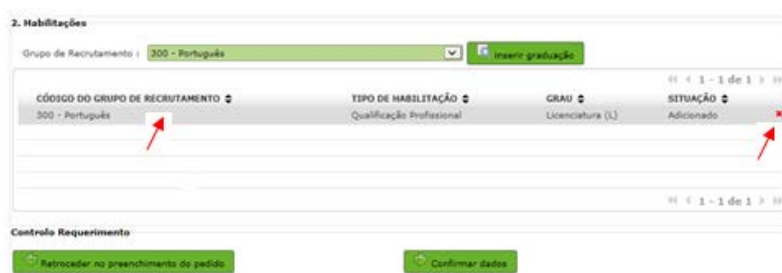 2. Habilitações
Grupo de Recrutamento : 300 - Português Inserir graduação
1 - 1 de 1
CÓDIGO DO GRUPO DE RECRUTAMENTO TIPO DE HABILITAÇÃO GRAU SITUAÇÃO
300 - Português Qualificação Profissional Licenciatura (L) Adicionado
1 - 1 de 1
Controlo Requerimento
Retroceder no preenchimento do pedido Confirmar dados